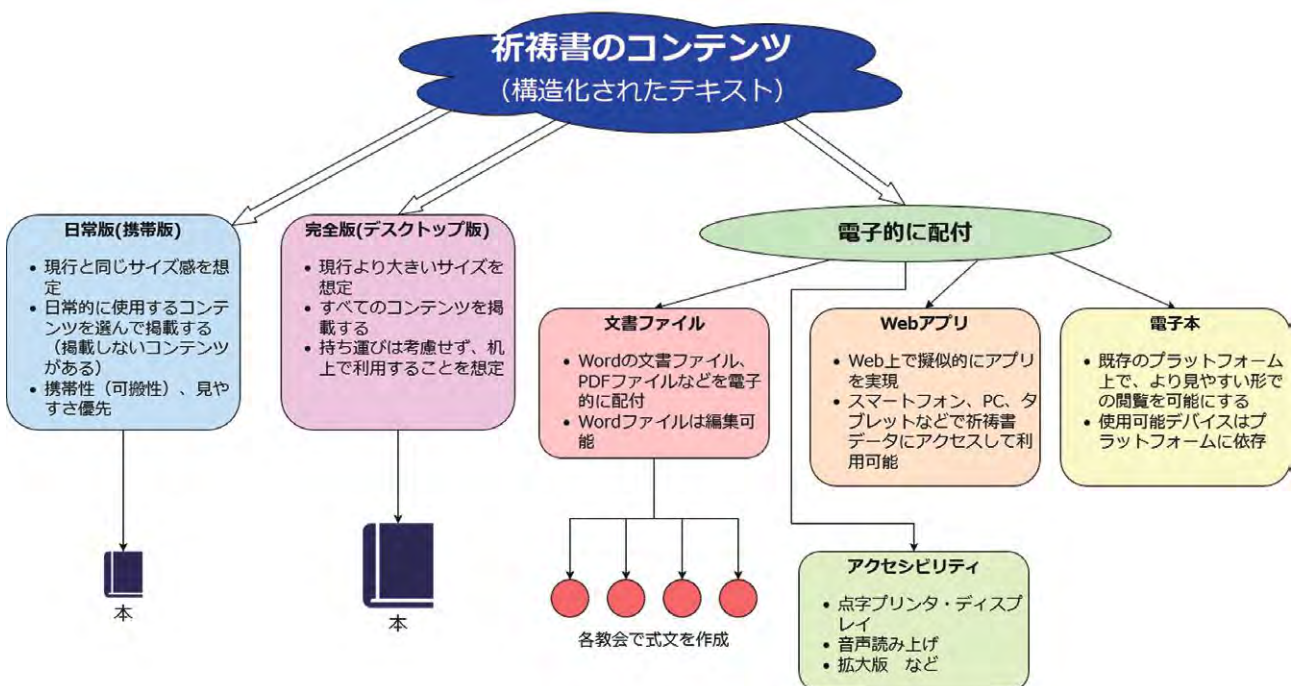 祈祷書のコンテンツ
（構造化されたテキスト）
日常版(携帯版)
• 現行と同じサイズ感を想
定
• 日常的に使用するコンテ
ンツを選んで掲載する
（掲載しないコンテンツ
がある）
• 携帯性（可搬性）、見や
すさ優先
本
完全版(デスクトップ版)
• 現行より大きいサイズを
想定
• すべてのコンテンツを掲
載する
• 持ち運びは考慮せず、机
上で利用することを想定
本
電子的に配付
文書ファイル
• Wordの文書ファイル、
PDFファイルなどを電子
的に配付
• Wordファイルは編集可
能
各教会で式文を作成
Webアプリ
• Web上で擬似的にアプリ
を実現
• スマートフォン、PC、タ
ブレットなどで祈祷書
データにアクセスして利
用可能
電子本
• 既存のプラットフォーム
上で、より見やすい形で
の閲覧を可能にする
• 使用可能デバイスはプ
ラットフォームに依存
アクセシビリティ
• 点字プリンタ・ディスプ
レイ
• 音声読み上げ
• 拡大版　など